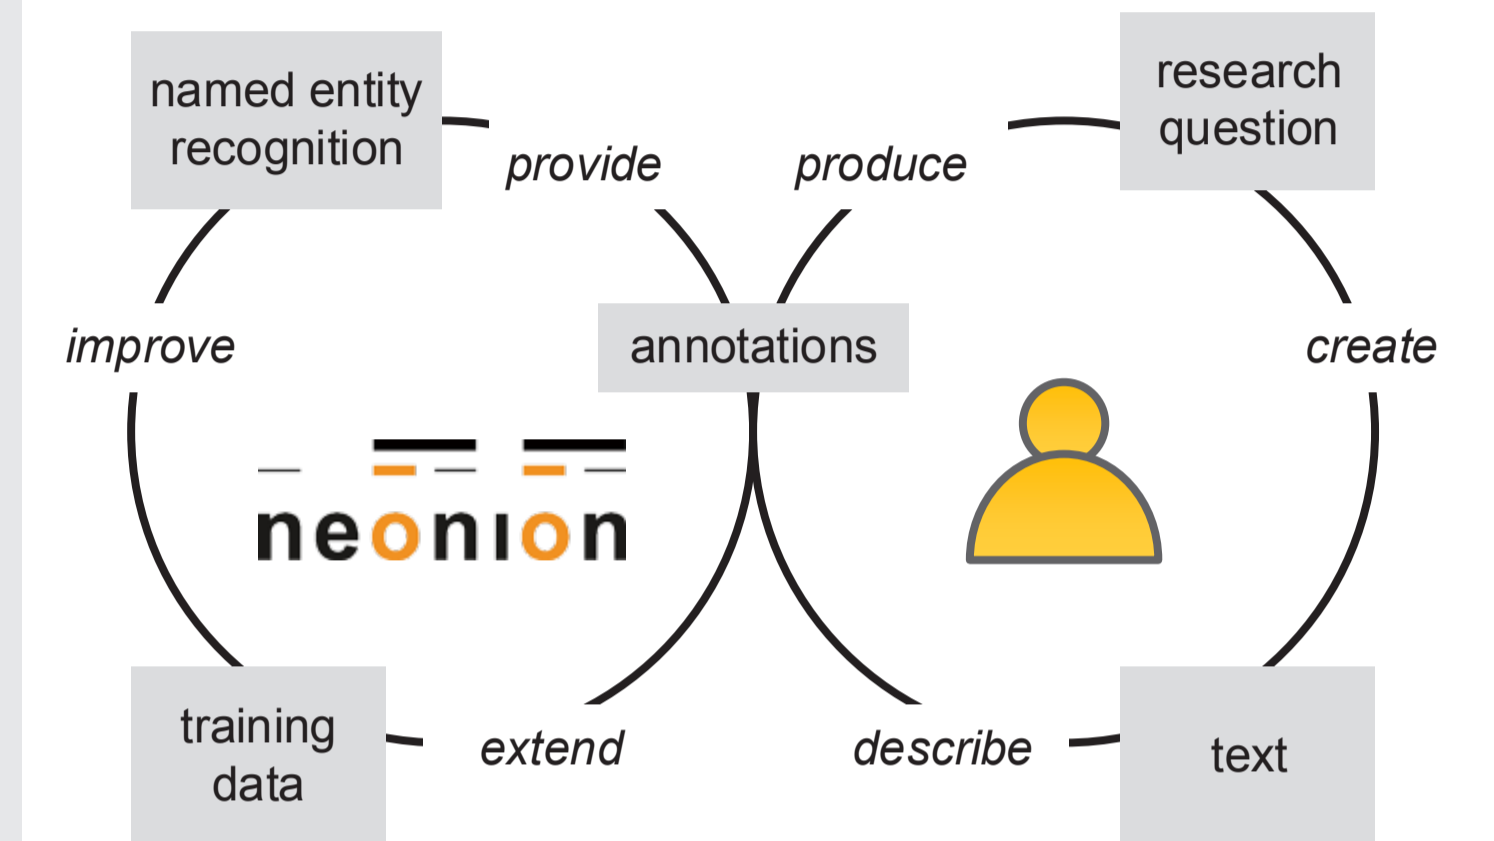 named entity
recognition
research
question
provide
produce
improve
annotations
create
neonion
training
data
extend
describe
text